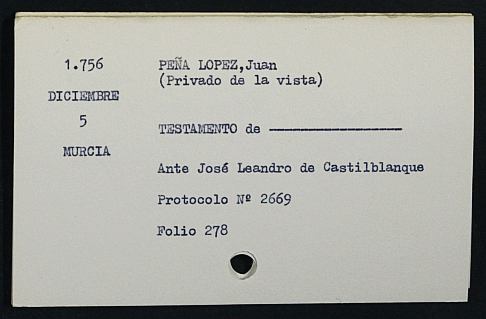 1.756
DICIEMBRE
5
MURCIA
PEÑA LOPEZ,Juan
(Privado de la vista)
TESTAMENTO de -------------------
Ante José Leandro de Castilblanque
Protocolo Nº 2669
Folio 278